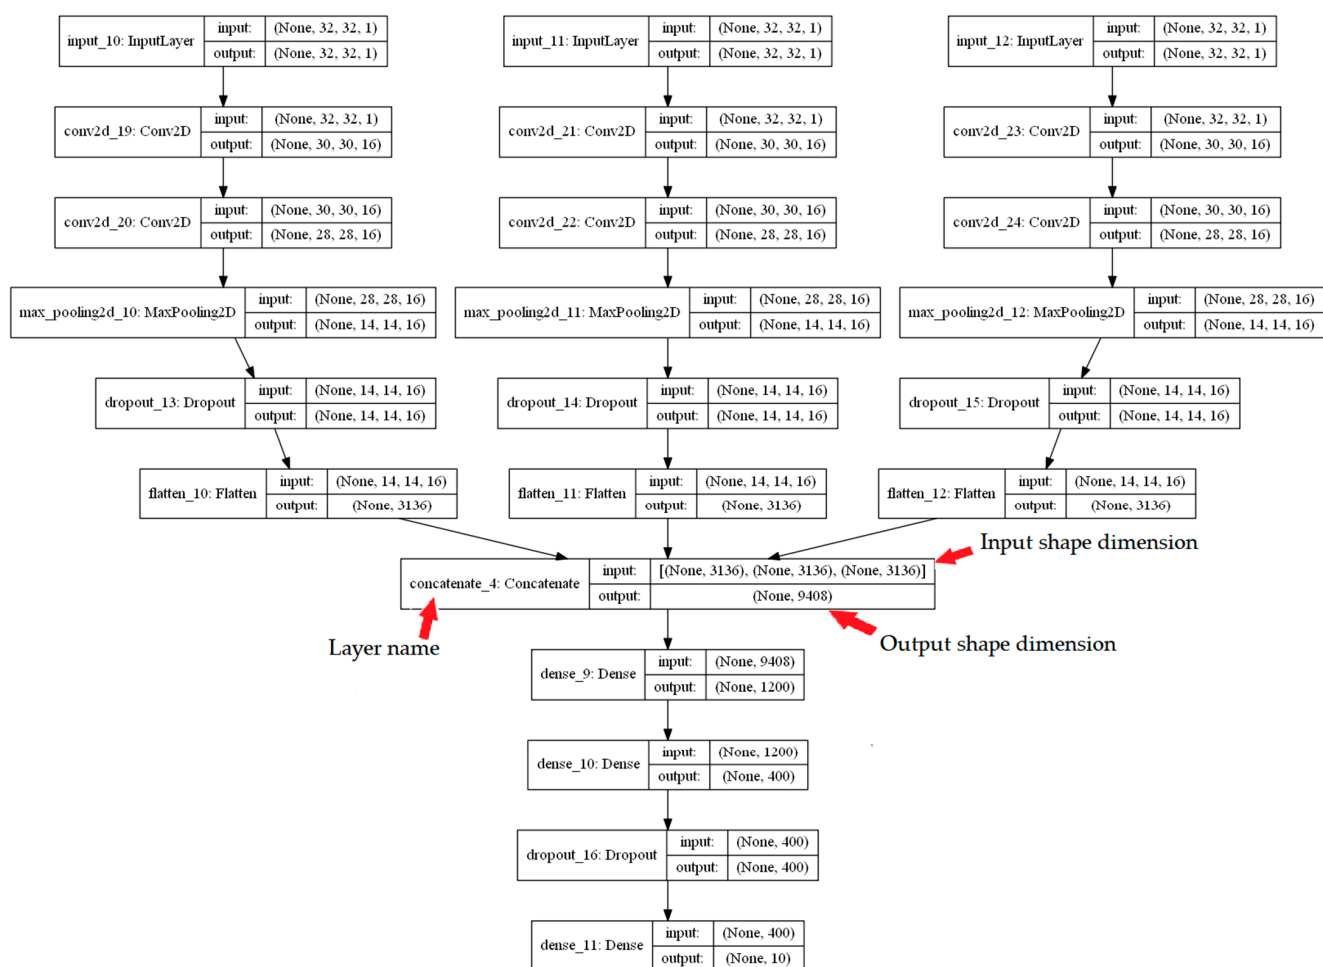 input_10: InputLayer input: (None, 32, 32, 1) output: (None, 32, 32, 1)
input_11: InputLayer input: (None, 32, 32, 1) output: (None, 32, 32, 1)
input_12: InputLayer input: (None, 32, 32, 1) output: (None, 32, 32, 1)
conv2d_19: Conv2D input: (None, 32, 32, 1) output: (None, 30, 30, 16)
conv2d_21: Conv2D input: (None, 32, 32, 1) output: (None, 30, 30, 16)
conv2d_23: Conv2D input: (None, 32, 32, 1) output: (None, 30, 30, 16)
conv2d_20: Conv2D input: (None, 30, 30, 16) output: (None, 28, 28, 16)
conv2d_22: Conv2D input: (None, 30, 30, 16) output: (None, 28, 28, 16)
conv2d_24: Conv2D input: (None, 30, 30, 16) output: (None, 28, 28, 16)
max_pooling2d_10: MaxPooling2D input: (None, 28, 28, 16) output: (None, 14, 14, 16)
max_pooling2d_11: MaxPooling2D input: (None, 28, 28, 16) output: (None, 14, 14, 16)
max_pooling2d_12: MaxPooling2D input: (None, 28, 28, 16) output: (None, 14, 14, 16)
dropout_13: Dropout input: (None, 14, 14, 16) output: (None, 14, 14, 16)
dropout_14: Dropout input: (None, 14, 14, 16) output: (None, 14, 14, 16)
dropout_15: Dropout input: (None, 14, 14, 16) output: (None, 14, 14, 16)
flatten_10: Flatten input: (None, 14, 14, 16) output: (None, 3136)
flatten_11: Flatten input: (None, 14, 14, 16) output: (None, 3136)
flatten_12: Flatten input: (None, 14, 14, 16) output: (None, 3136)
Input shape dimension
concatenate_4: Concatenate input: [(None, 3136), (None, 3136), (None, 3136)] output: (None, 9408)
Layer name
Output shape dimension
dense_9: Dense input: (None, 9408) output: (None, 1200)
dense_10: Dense input: (None, 1200) output: (None, 400)
dropout_16: Dropout input: (None, 400) output: (None, 400)
dense_11: Dense input: (None, 400) output: (None, 10)